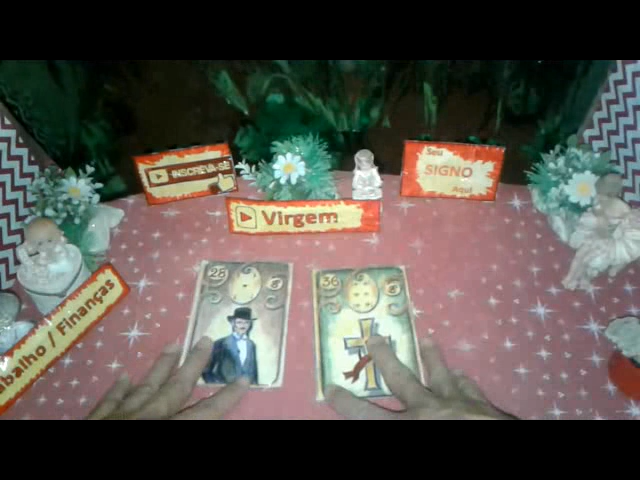 INSCREVA-SE
Seu
SIGNO
Aqui
Virgem
balho / Finanças
28
36